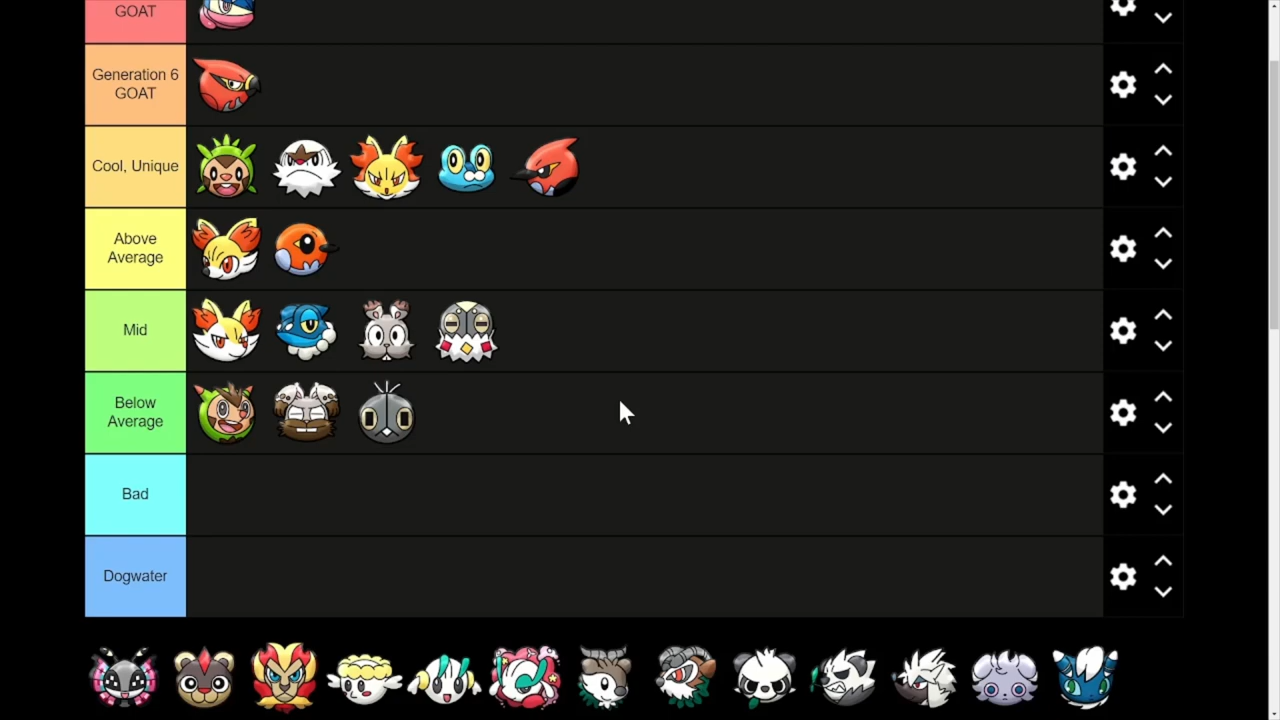 GOAT
Generation 6
GOAT
Cool, Unique
Above
Average
Mid
Below
Average
Bad
Dogwater